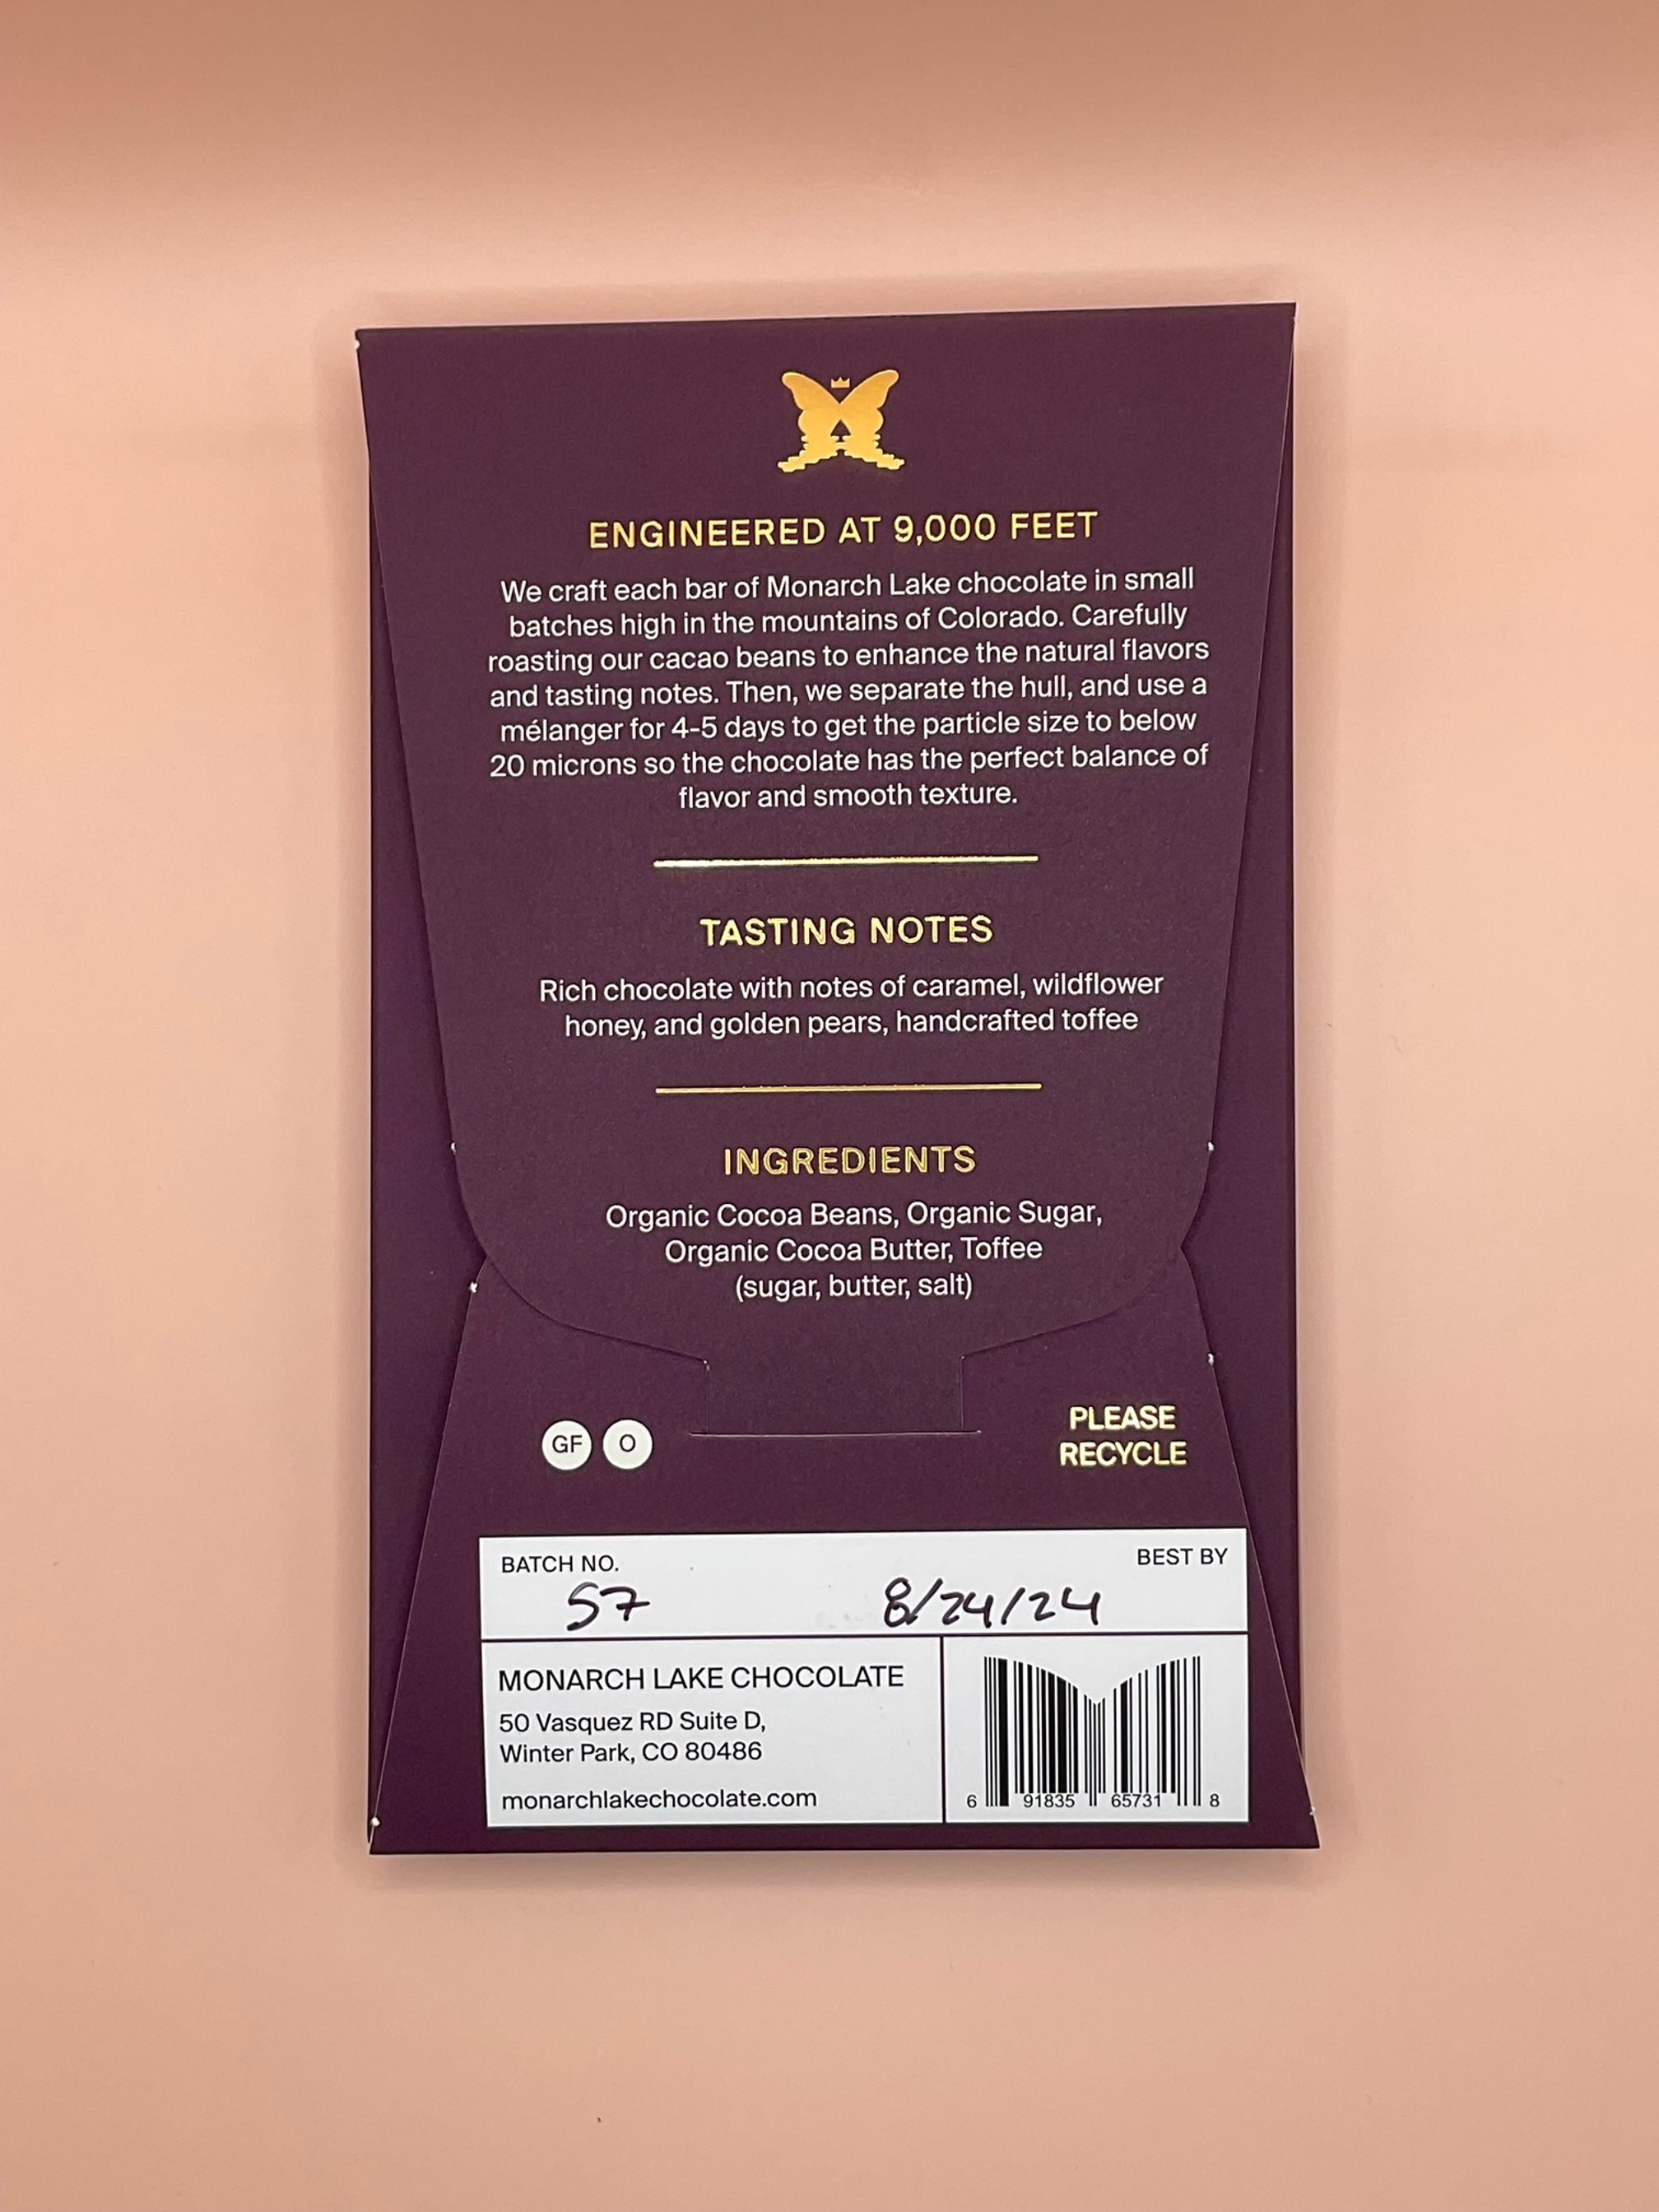 ENGINEERED AT 9,000 FEET
We craft each bar of Monarch Lake chocolate in small
batches high in the mountains of Colorado. Carefully
roasting our cacao beans to enhance the natural flavors
and tasting notes. Then, we separate the hull, and use a
mélanger for 4-5 days to get the particle size to below
20 microns so the chocolate has the perfect balance of
flavor and smooth texture.
TASTING NOTES
Rich chocolate with notes of caramel, wildflower
honey, and golden pears, handcrafted toffee
INGREDIENTS
Organic Cocoa Beans, Organic Sugar,
Organic Cocoa Butter, Toffee
(sugar, butter, salt)
GF O
PLEASE
RECYCLE
BATCH NO. BEST BY
57 8/24/24
MONARCH LAKE CHOCOLATE
50 Vasquez RD Suite D,
Winter Park, CO 80486
monarchlakechocolate.com
6 91835 65731 8